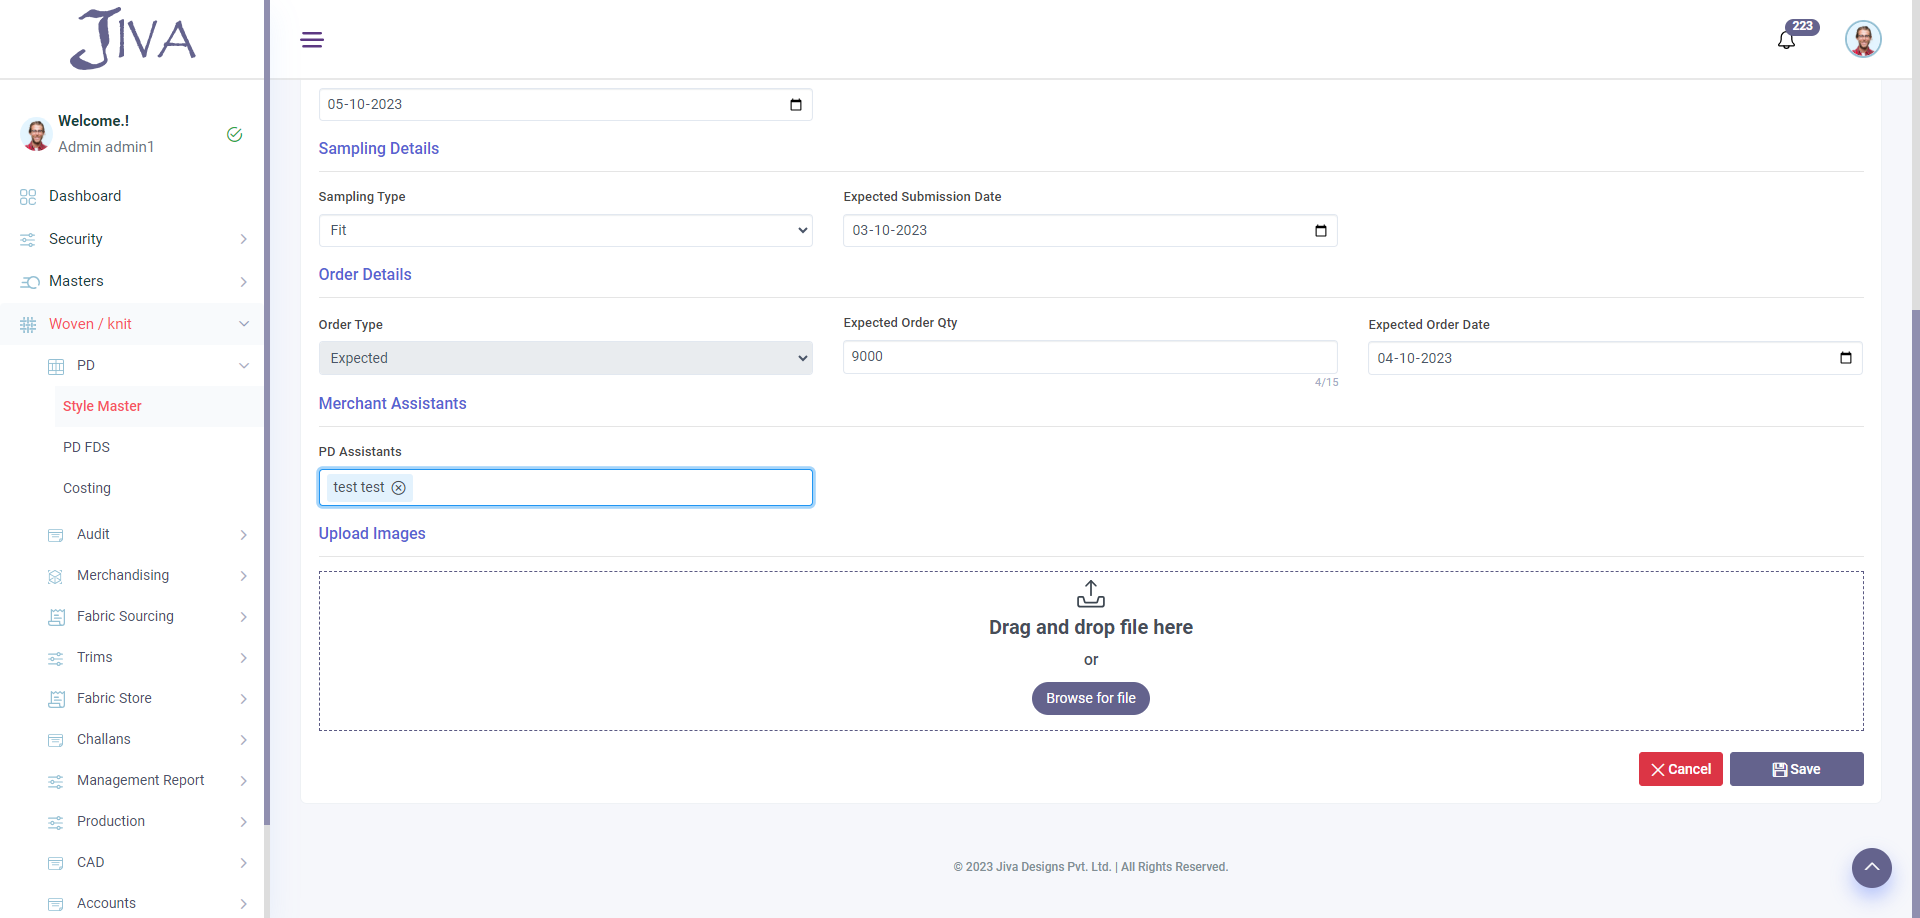 JIVA
223
Welcome.!
Admin admin1
Dashboard
Security
Masters
Woven / knit
PD
Style Master
PD FDS
Costing
Audit
Merchandising
Fabric Sourcing
Trims
Fabric Store
Challans
Management Report
Production
CAD
Accounts
05-10-2023
Sampling Details
Sampling Type
Expected Submission Date
Fit
03-10-2023
Order Details
Order Type
Expected Order Qty
Expected Order Date
Expected
9000
04-10-2023
4/15
Merchant Assistants
PD Assistants
test test
Upload Images
Drag and drop file here
or
Browse for file
Cancel
Save
© 2023 Jiva Designs Pvt. Ltd. | All Rights Reserved.